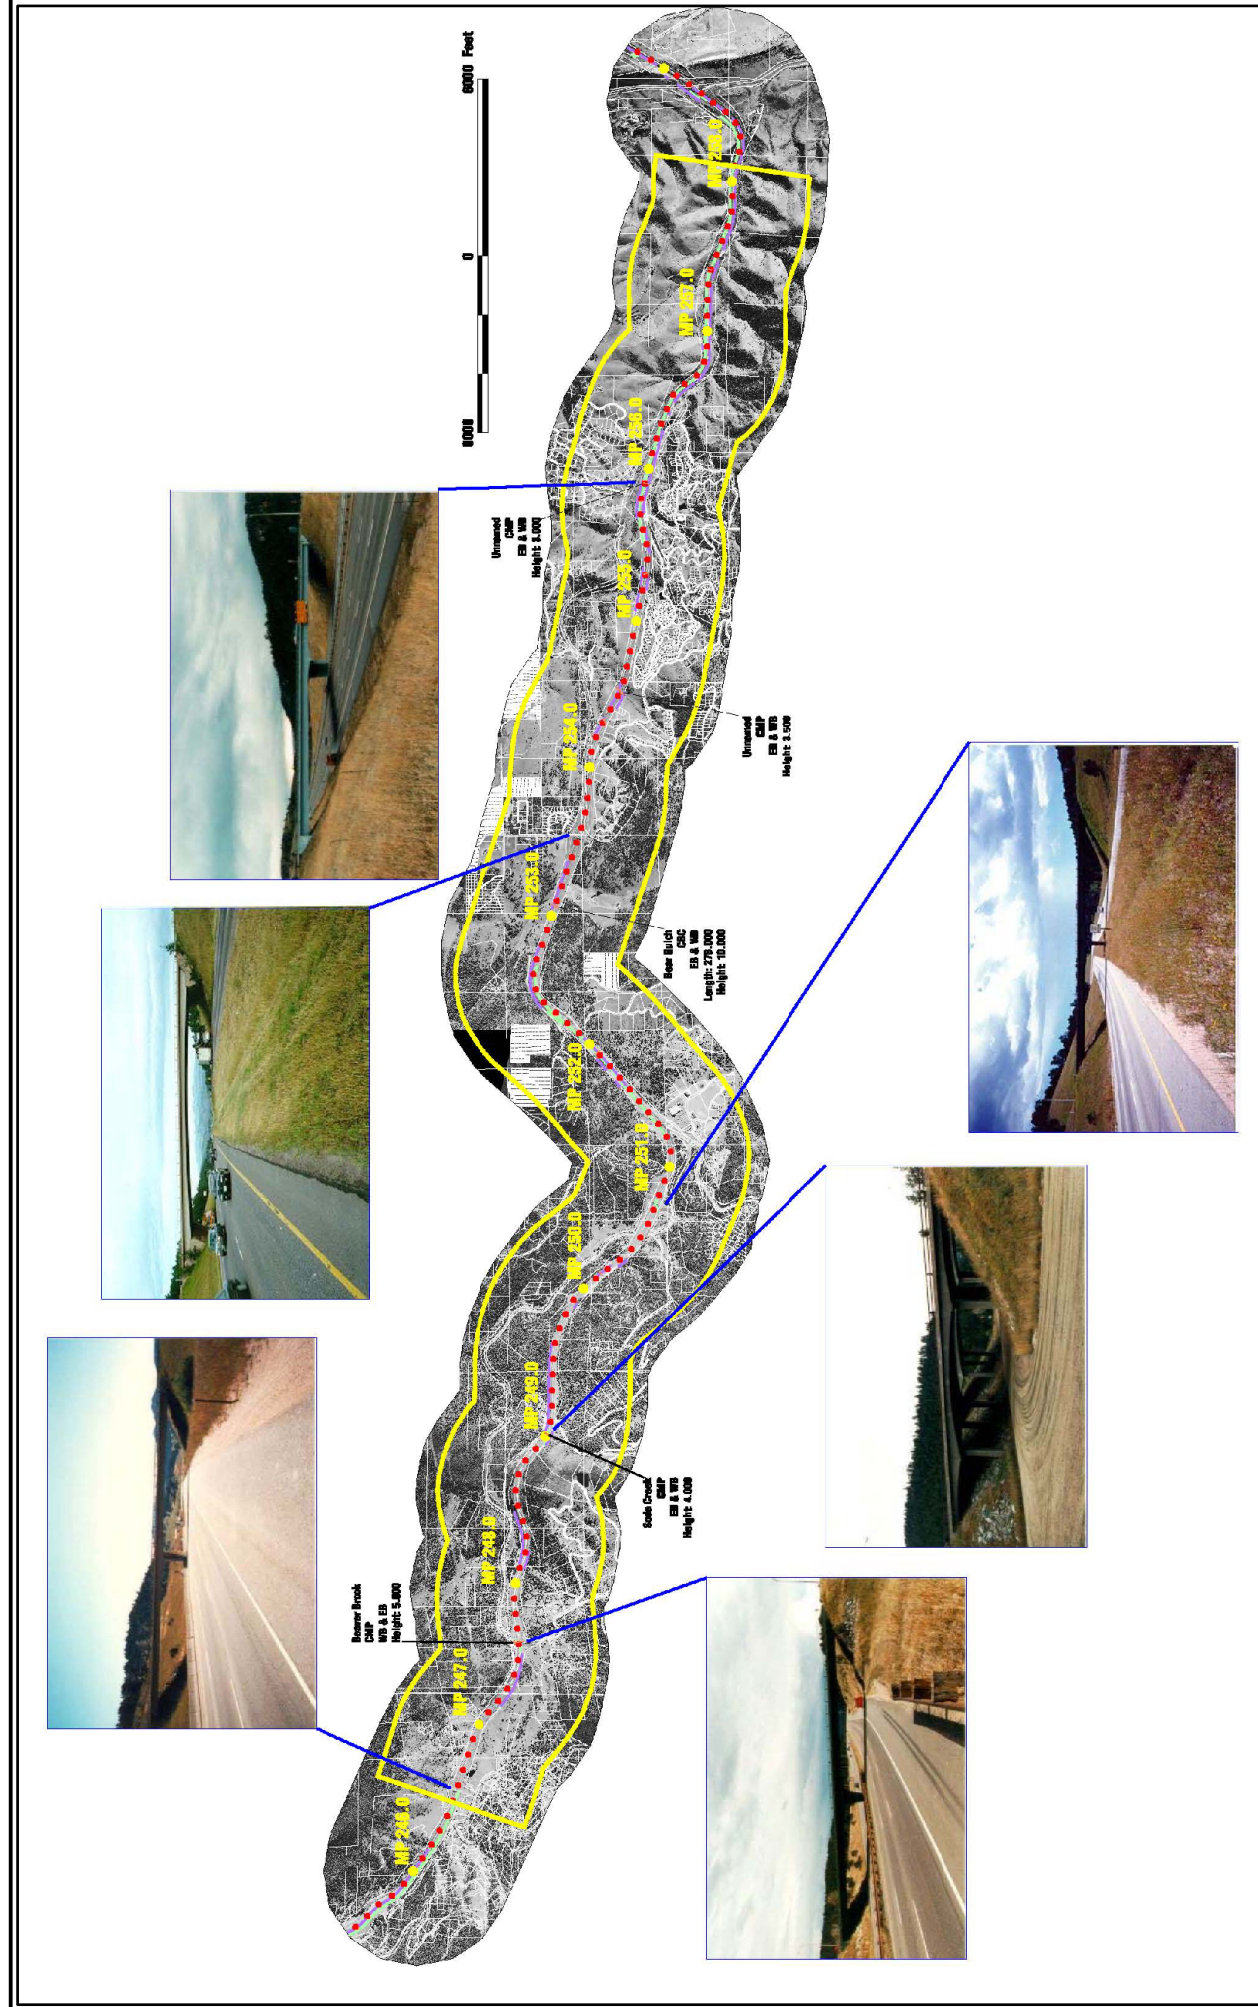 6000 0 6000 Feet
MP 246.0
MP 247.0
MP 248.0
MP 249.0
MP 250.0
MP 251.0
MP 252.0
MP 253.0
MP 254.0
MP 255.0
MP 256.0
MP 257.0
MP 258.0
Beaver Brook
CMP
WB & EB
Height:
Soda Creek
CMP
EB & WB
Height: 4.000
Bear Gulch
CBC
EB & WB
Length: 278.000
Height: 10.000
Unnamed
CMP
EB & WB
Height: 3.500
Unnamed
CMP
EB & WB
Height: 3.000